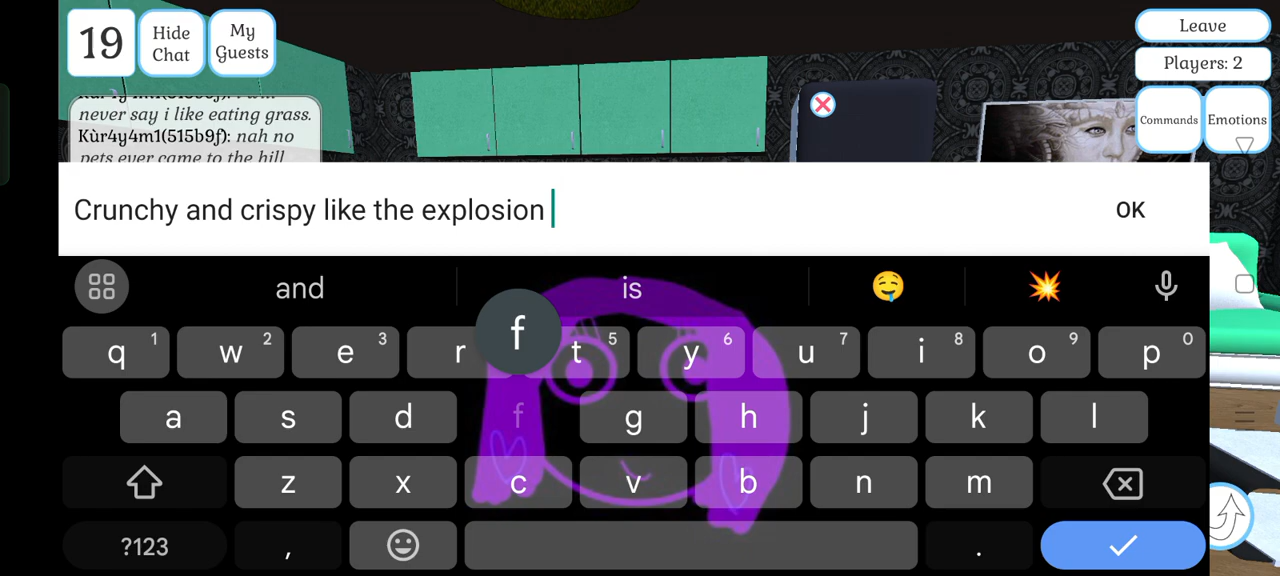 19
Hide
Chat
My
Guests
Leave
Players: 2
Commands
Emotions
never say i like eating grass.
Kùr4y4m1(515b9f): nah no
pets ever came to the hill
Crunchy and crispy like the explosion
OK
and is
f
q 1 w 2 e 3 r t 5 y 6 u 7 i 8 o 9 p 0
a s d f g h j k l
z x c v b n m
?123 , .